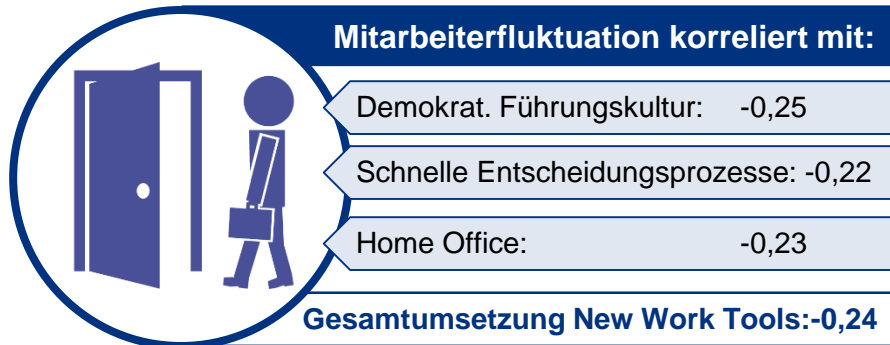 Mitarbeiterfluktuation korreliert mit:
Demokrat. Führungskultur: -0,25
Schnelle Entscheidungsprozesse: -0,22
Home Office: -0,23
Gesamtumsetzung New Work Tools:-0,24